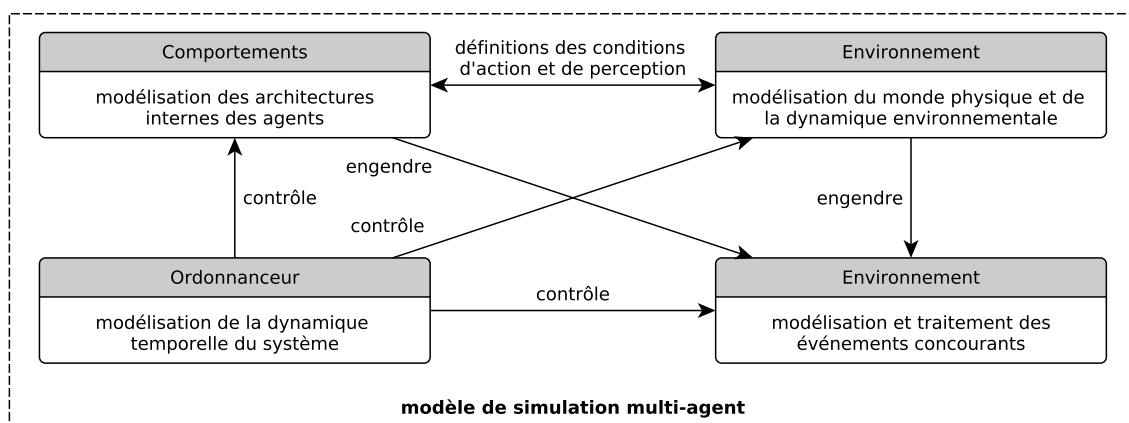 Comportements
modélisation des architectures
internes des agents
définitions des conditions
d'action et de perception
Environnement
modélisation du monde physique et de
la dynamique environnementale
engendre
contrôle
contrôle
engendre
Ordonnanceur
modélisation de la dynamique
temporelle du système
contrôle
Environnement
modélisation et traitement des
événements concourants
modèle de simulation multi-agent